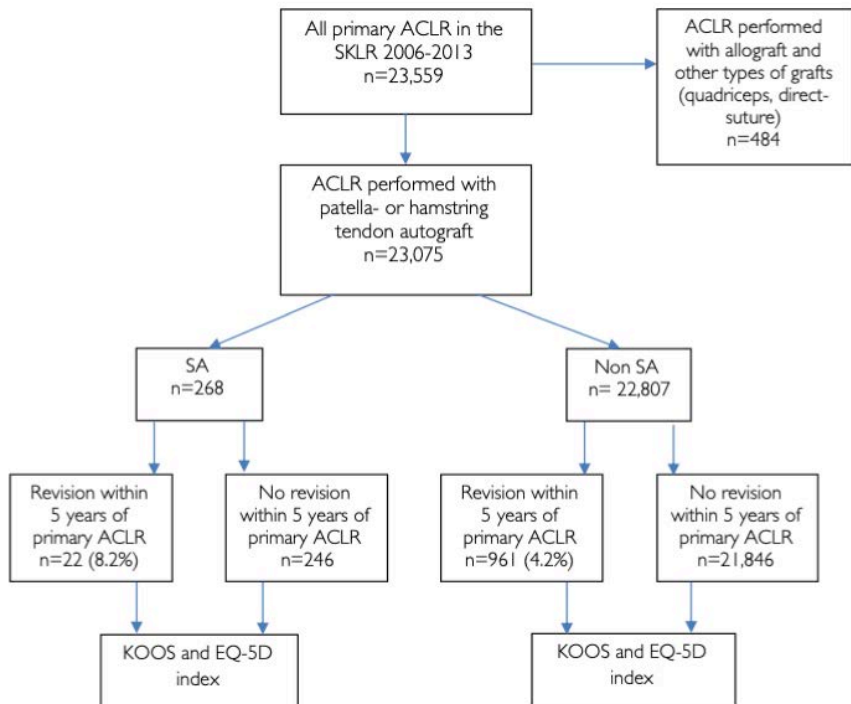 All primary ACLR in the
SKLR 2006-2013
n=23,559
ACLR performed
with allograft and
other types of grafts
(quadriceps, direct-
suture)
n=484
ACLR performed with
patella- or hamstring
tendon autograft
n=23,075
SA
n=268
Non SA
n= 22,807
Revision within
5 years of
primary ACLR
n=22 (8.2%)
No revision
within 5 years of
primary ACLR
n=246
Revision within
5 years of
primary ACLR
n=961 (4.2%)
No revision
within 5 years of
primary ACLR
n=21,846
KOOS and EQ-5D
index
KOOS and EQ-5D
index